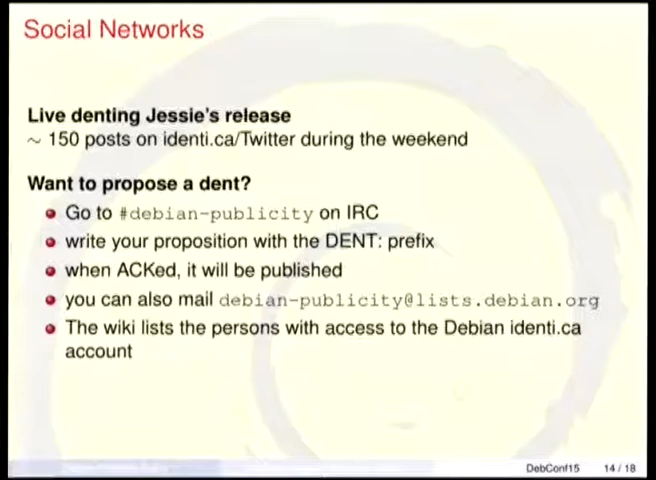 Social Networks
Live denting Jessie's release
~ 150 posts on identi.ca/Twitter during the weekend
Want to propose a dent?
Go to #debian-publicity on IRC
write your proposition with the DENT: prefix
when ACKed, it will be published
you can also mail debian-publicity@lists.debian.org
The wiki lists the persons with access to the Debian identi.ca
account
DebConf15 14 / 18